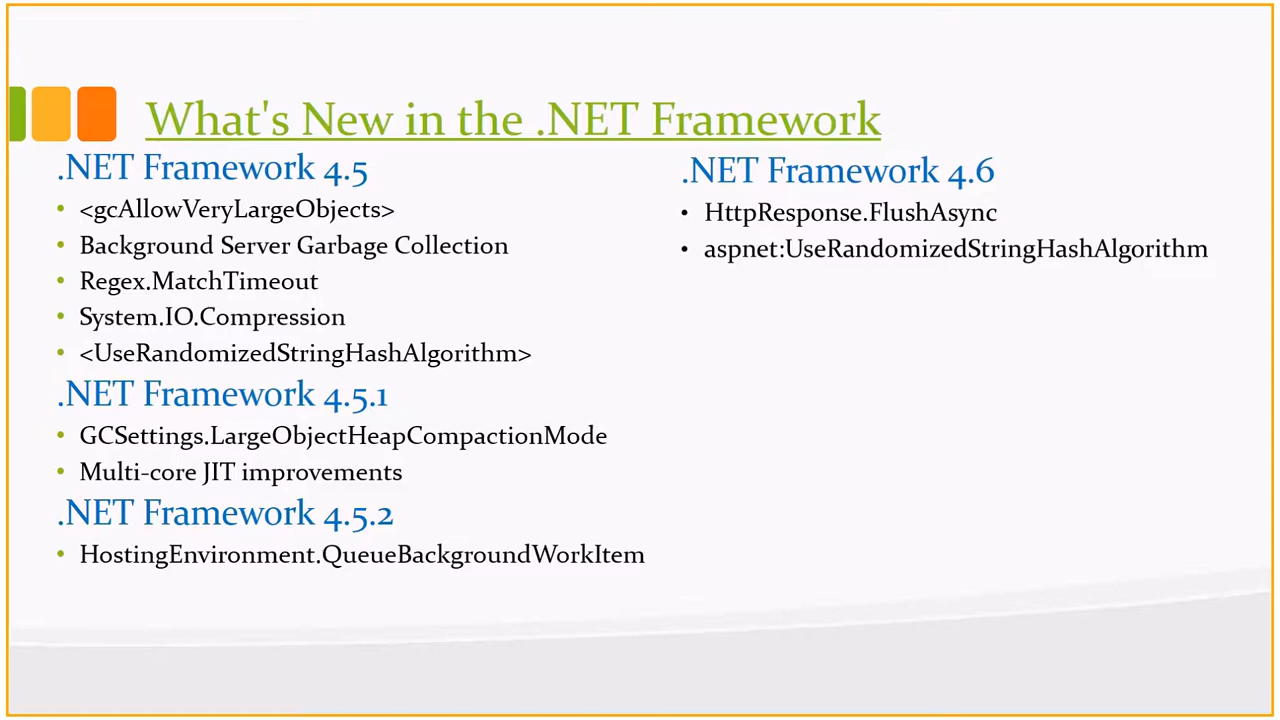 What's New in the .NET Framework
.NET Framework 4.5
• <gcAllowVeryLargeObjects>
• Background Server Garbage Collection
• Regex.MatchTimeout
• System.IO.Compression
• <UseRandomizedStringHashAlgorithm>
.NET Framework 4.5.1
• GCSettings.LargeObjectHeapCompactionMode
• Multi-core JIT improvements
.NET Framework 4.5.2
• HostingEnvironment.QueueBackgroundWorkItem
.NET Framework 4.6
• HttpResponse.FlushAsync
• aspnet:UseRandomizedStringHashAlgorithm